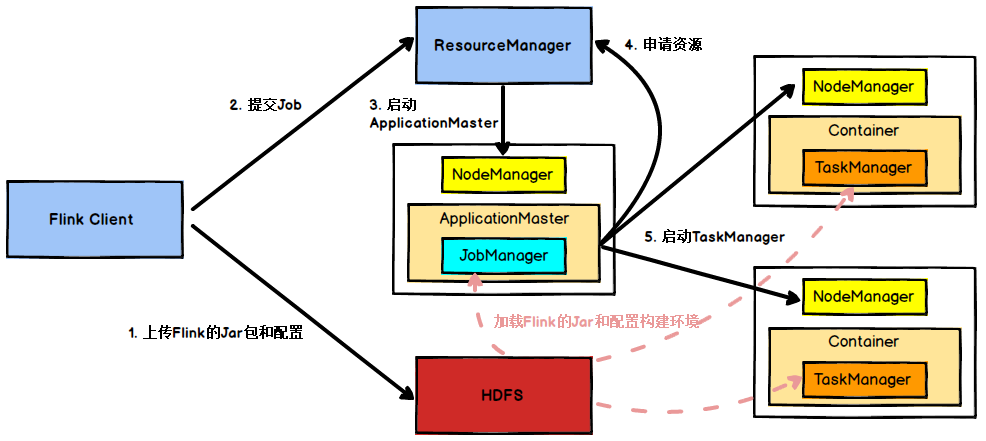 ResourceManager
4. 申请资源
NodeManager
Container
TaskManager
2. 提交Job
3. 启动
ApplicationMaster
NodeManager
ApplicationMaster
JobManager
Flink Client
5. 启动TaskManager
NodeManager
Container
TaskManager
1. 上传Flink的Jar包和配置
加载Flink的Jar和配置构建环境
HDFS